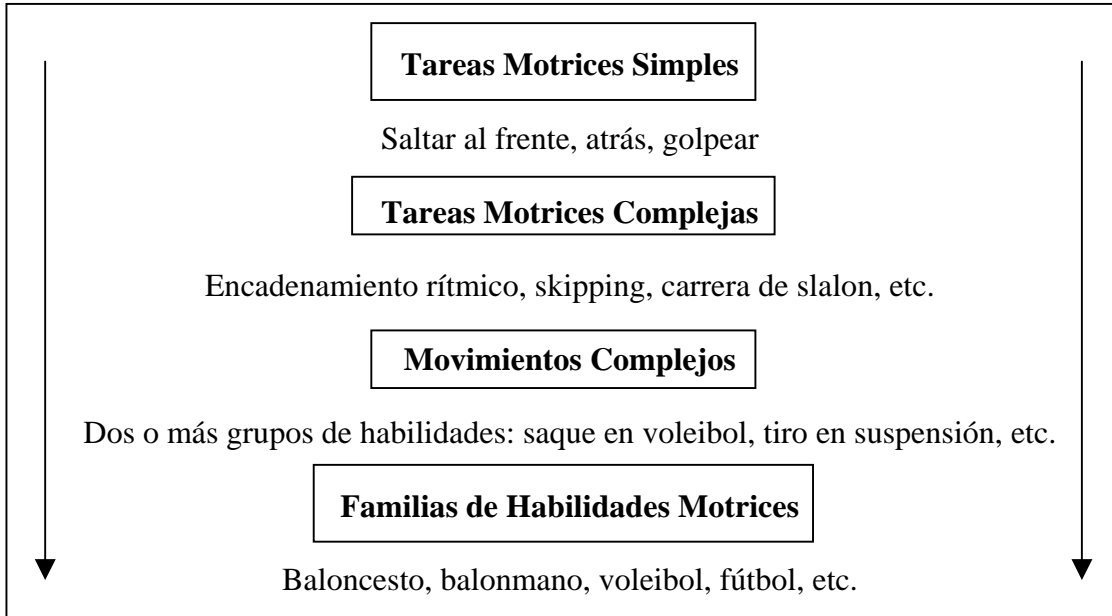 Tareas Motrices Simples
Saltar al frente, atrás, golpear
Tareas Motrices Complejas
Encadenamiento rítmico, skipping, carrera de slalon, etc.
Movimientos Complejos
Dos o más grupos de habilidades: saque en voleibol, tiro en suspensión, etc.
Familias de Habilidades Motrices
Baloncesto, balonmano, voleibol, fútbol, etc.